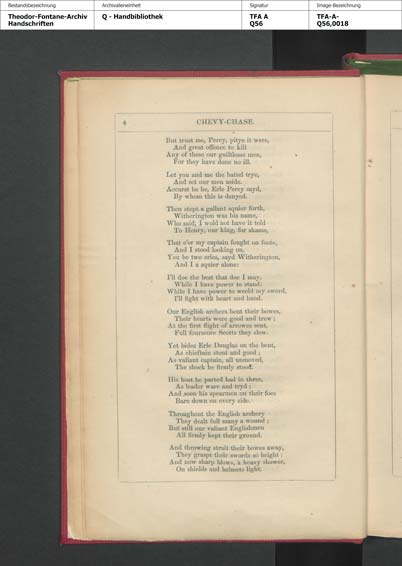 Bestandsbezeichnung
Archivalieneinheit
Signatur
Image-Bezeichnung
Theodor-Fontane-Archiv
Handschriften
Q - Handbibliothek
TFA A
Q56
TFA-A-
Q56,0018
4 CHEVY-CHASE.
But trust me, Percy, pitye it were,
And great offence to kill
Any of these our guiltlesse men,
For they have done no ill.
Let you and me the battel trye,
And set our men aside.
Accurst be he, Erle Percy sayd,
By whom this is denyed.
Then stept a gallant squier forth,
Witherington was his name,
Who said, I wold not have it told
To Henry, our king, for shame,
That e'er my captain fought on foote,
And I stood looking on.
You be two erles, sayd Witherington,
And I a squier alone:
I'll doe the best that doe I may,
While I have power to stand:
While I have power to weeld my sword,
I'll fight with heart and hand.
Our English archers bent their bowes,
Their hearts were good and trew;
At the first flight of arrowes sent,
Full fourscore Scotts they slew.
Yet bides Erle Douglas on the bent,
As chieftain stout and good;
As valiant captain, all unmoved,
The shock he firmly stood.
His host he parted had in three,
As leader ware and tryd;
And soon his spearmen on their foes
Bare down on every side.
Throughout the English archery
They dealt full many a wound;
But still our valiant Englishmen
All firmly kept their ground.
And throwing strait their bowes away,
They graspt their swords so bright:
And now sharp blows, a heavy shower,
On shields and helmets light.